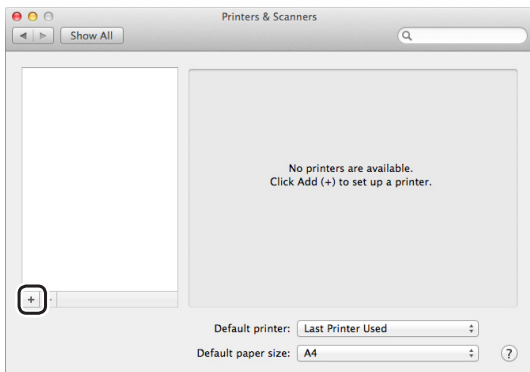 Printers & Scanners
Show All
No printers are available.
Click Add (+) to set up a printer.
+
Default printer: Last Printer Used
Default paper size: A4
?